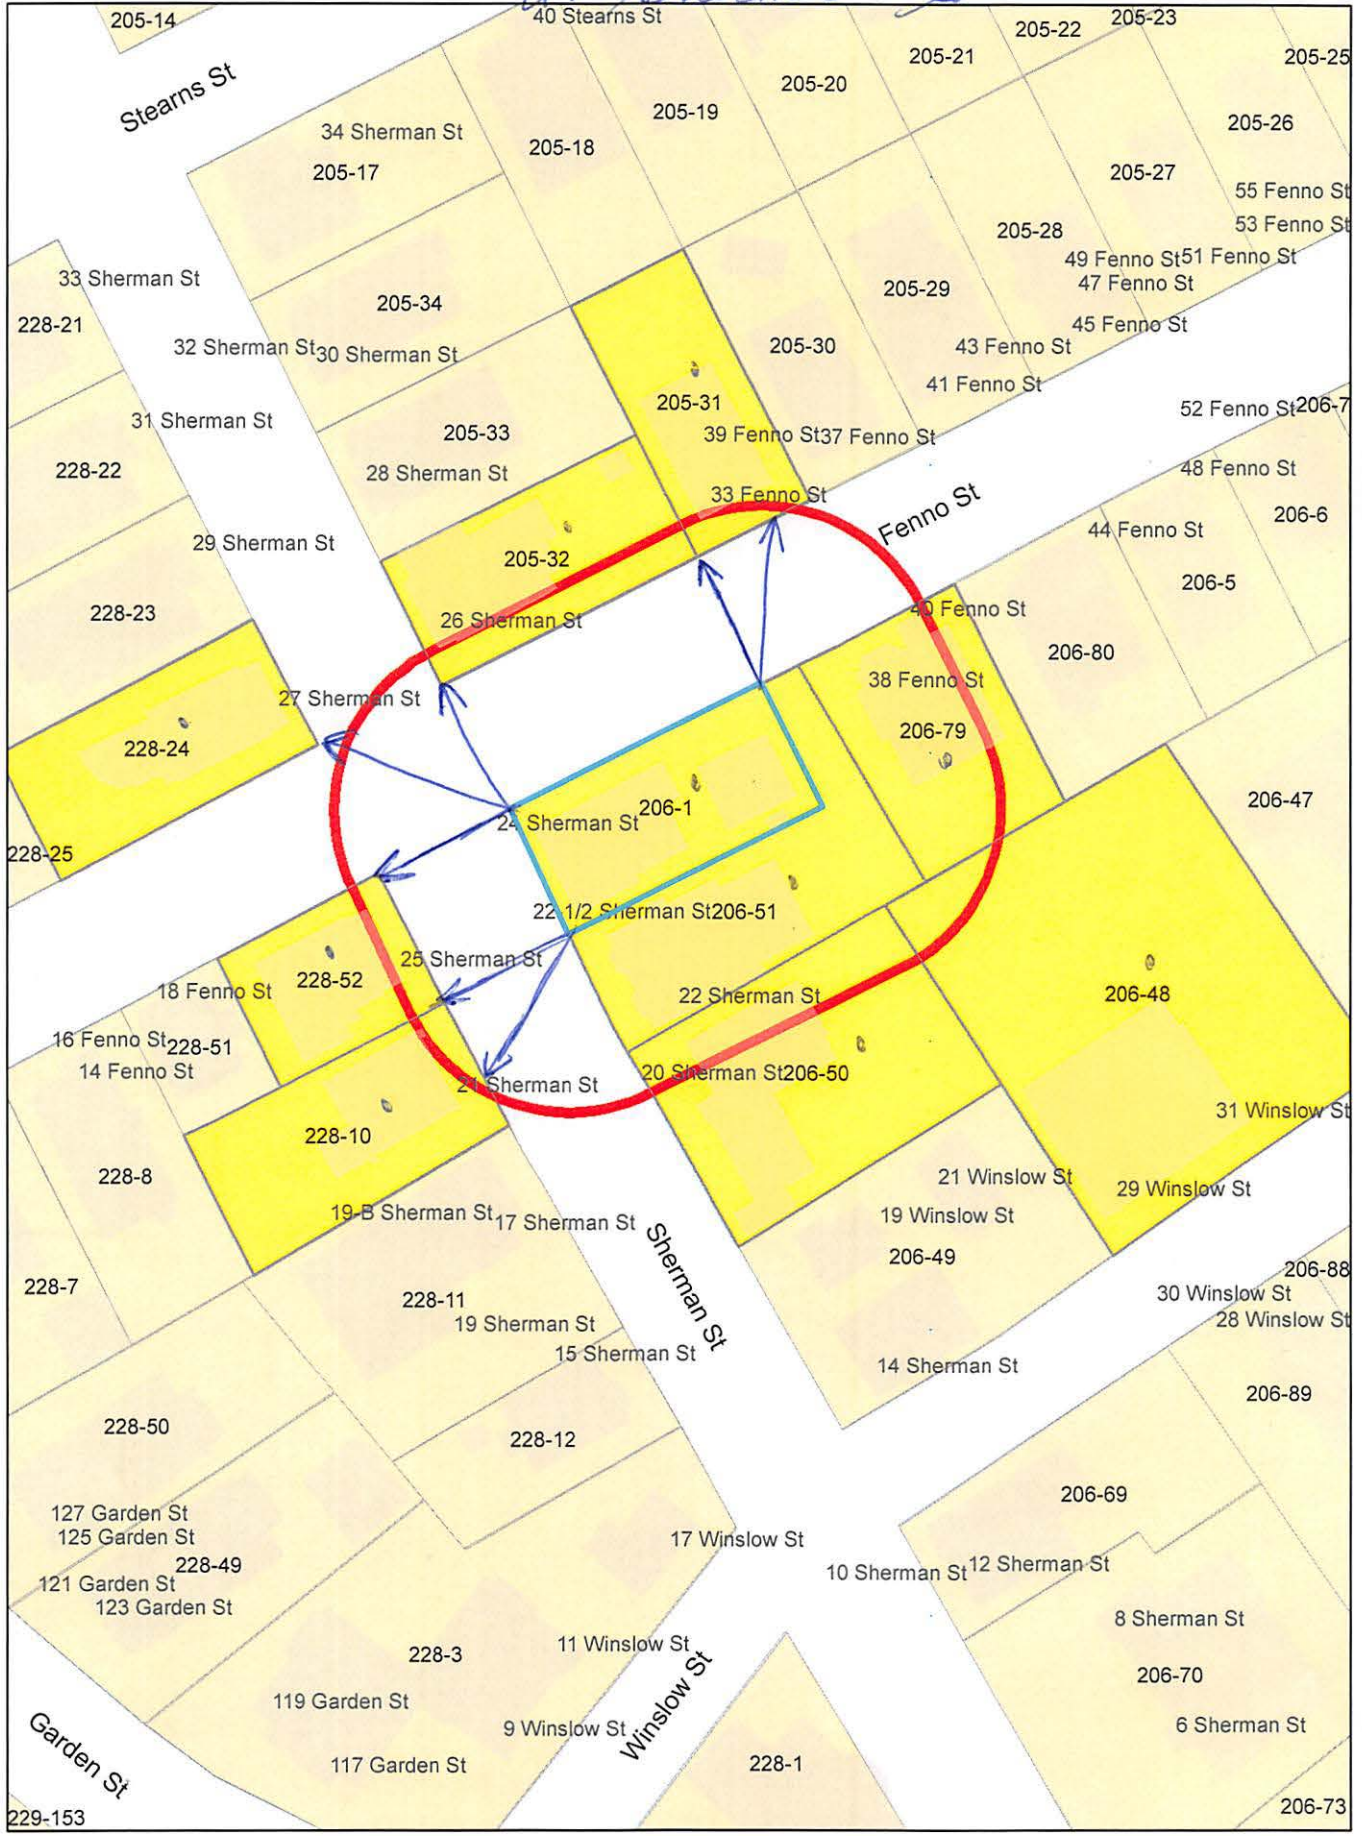 205-14
40 Stearns St
205-22
205-23
205-21
205-25
Stearns St
205-20
205-19
205-26
34 Sherman St
205-18
205-17
205-27
55 Fenno St
53 Fenno St
205-28
49 Fenno St 51 Fenno St
33 Sherman St
47 Fenno St
205-29
205-34
228-21
45 Fenno St
32 Sherman St 30 Sherman St
205-30
43 Fenno St
41 Fenno St
205-31
52 Fenno St 206-7
31 Sherman St
205-33
39 Fenno St 37 Fenno St
228-22
28 Sherman St
48 Fenno St
33 Fenno St
Fenno St
206-6
44 Fenno St
29 Sherman St
205-32
206-5
228-23
40 Fenno St
26 Sherman St
206-80
38 Fenno St
27 Sherman St
206-79
228-24
206-47
206-1
24 Sherman St
228-25
22-1/2 Sherman St 206-51
25 Sherman St
228-52
18 Fenno St
22 Sherman St
206-48
16 Fenno St
228-51
14 Fenno St
20 Sherman St 206-50
21 Sherman St
31 Winslow St
228-10
228-8
21 Winslow St
29 Winslow St
19-B Sherman St
17 Sherman St
19 Winslow St
206-49
Sherman St
206-88
228-7
30 Winslow St
228-11
28 Winslow St
19 Sherman St
15 Sherman St
14 Sherman St
206-89
228-50
228-12
206-69
127 Garden St
125 Garden St
17 Winslow St
228-49
12 Sherman St
10 Sherman St
121 Garden St
123 Garden St
8 Sherman St
11 Winslow St
228-3
206-70
119 Garden St
Winslow St
9 Winslow St
6 Sherman St
Garden St
117 Garden St
228-1
206-73
229-153